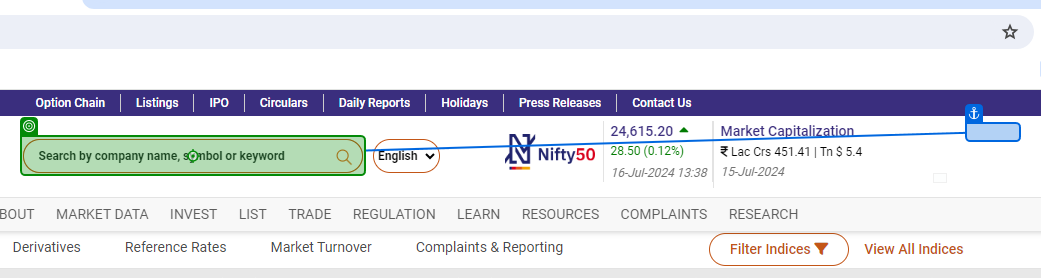 Option Chain Listings IPO Circulars Daily Reports Holidays Press Releases Contact Us
Search by company name, symbol or keyword
English
Nifty50
24,615.20
28.50 (0.12%)
16-Jul-2024 13:38
Market Capitalization
₹ Lac Crs 451.41 | Tn $ 5.4
15-Jul-2024
BOUT MARKET DATA INVEST LIST TRADE REGULATION LEARN RESOURCES COMPLAINTS RESEARCH
Derivatives Reference Rates Market Turnover Complaints & Reporting Filter Indices View All Indices